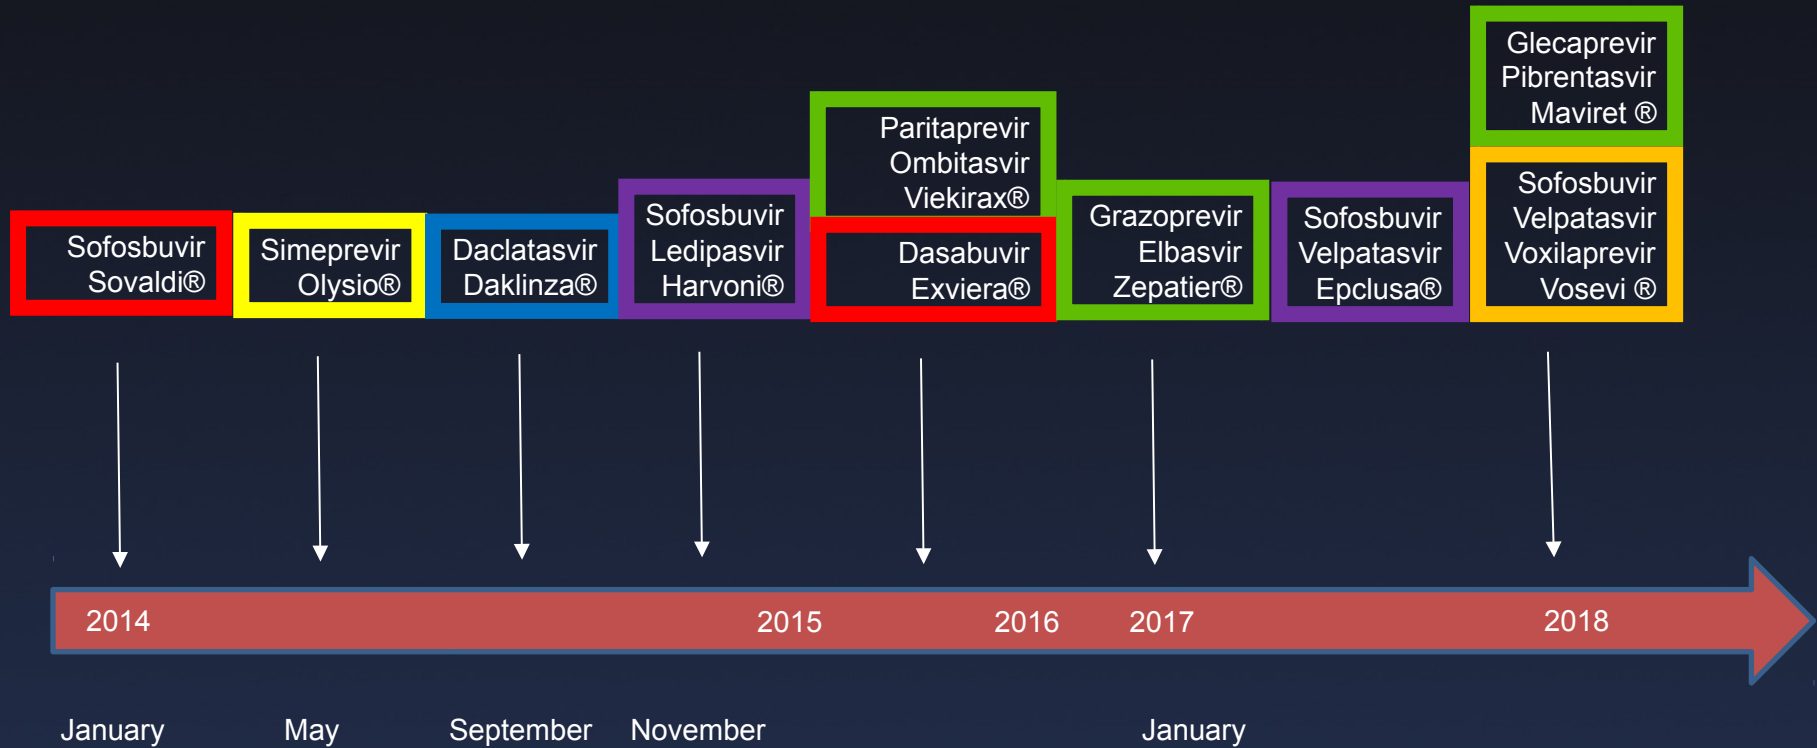 Sofosbuvir
Sovaldi®
Simeprevir
Olysio®
Daclatasvir
Daklinza®
Sofosbuvir
Ledipasvir
Harvoni®
Paritaprevir
Ombitasvir
Viekirax®
Dasabuvir
Exviera®
Grazoprevir
Elbasvir
Zepatier®
Sofosbuvir
Velpatasvir
Epclusa®
Glecaprevir
Pibrentasvir
Maviret ®
Sofosbuvir
Velpatasvir
Voxilaprevir
Vosevi ®
2014 2015 2016 2017 2018
January May September November January